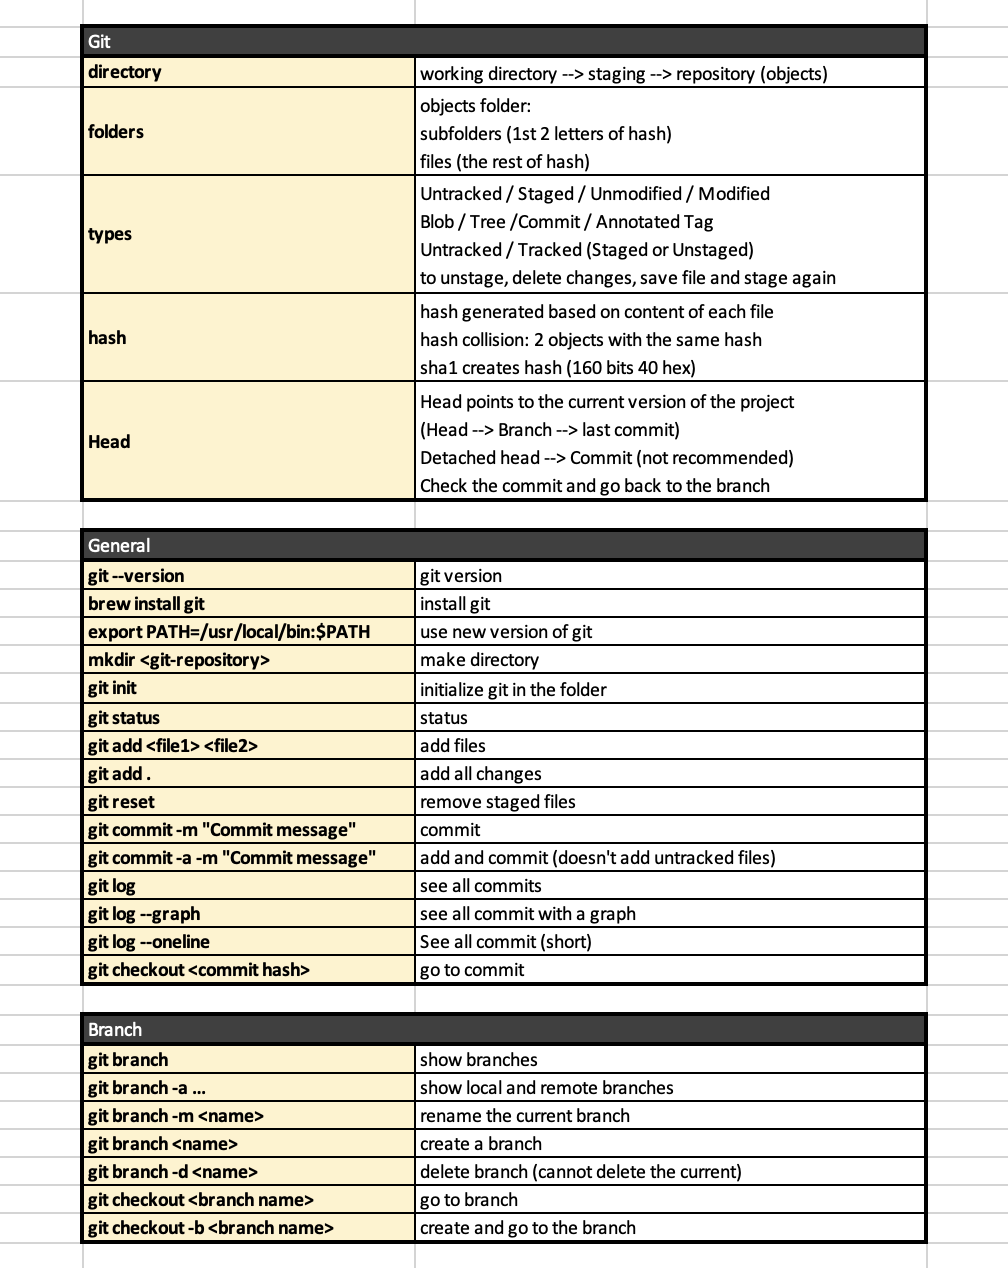 Git
directory
working directory --> staging --> repository (objects)
folders
objects folder:
subfolders (1st 2 letters of hash)
files (the rest of hash)
types
Untracked / Staged / Unmodified / Modified
Blob / Tree /Commit / Annotated Tag
Untracked / Tracked (Staged or Unstaged)
to unstage, delete changes, save file and stage again
hash
hash generated based on content of each file
hash collision: 2 objects with the same hash
sha1 creates hash (160 bits 40 hex)
Head
Head points to the current version of the project
(Head --> Branch --> last commit)
Detached head --> Commit (not recommended)
Check the commit and go back to the branch
General
git --version git version
brew install git install git
export PATH=/usr/local/bin:$PATH use new version of git
mkdir <git-repository> make directory
git init initialize git in the folder
git status status
git add <file1> <file2> add files
git add . add all changes
git reset remove staged files
git commit -m "Commit message" commit
git commit -a -m "Commit message" add and commit (doesn't add untracked files)
git log see all commits
git log --graph see all commit with a graph
git log --oneline See all commit (short)
git checkout <commit hash> go to commit
Branch
git branch show branches
git branch -a ... show local and remote branches
git branch -m <name> rename the current branch
git branch <name> create a branch
git branch -d <name> delete branch (cannot delete the current)
git checkout <branch name> go to branch
git checkout -b <branch name> create and go to the branch